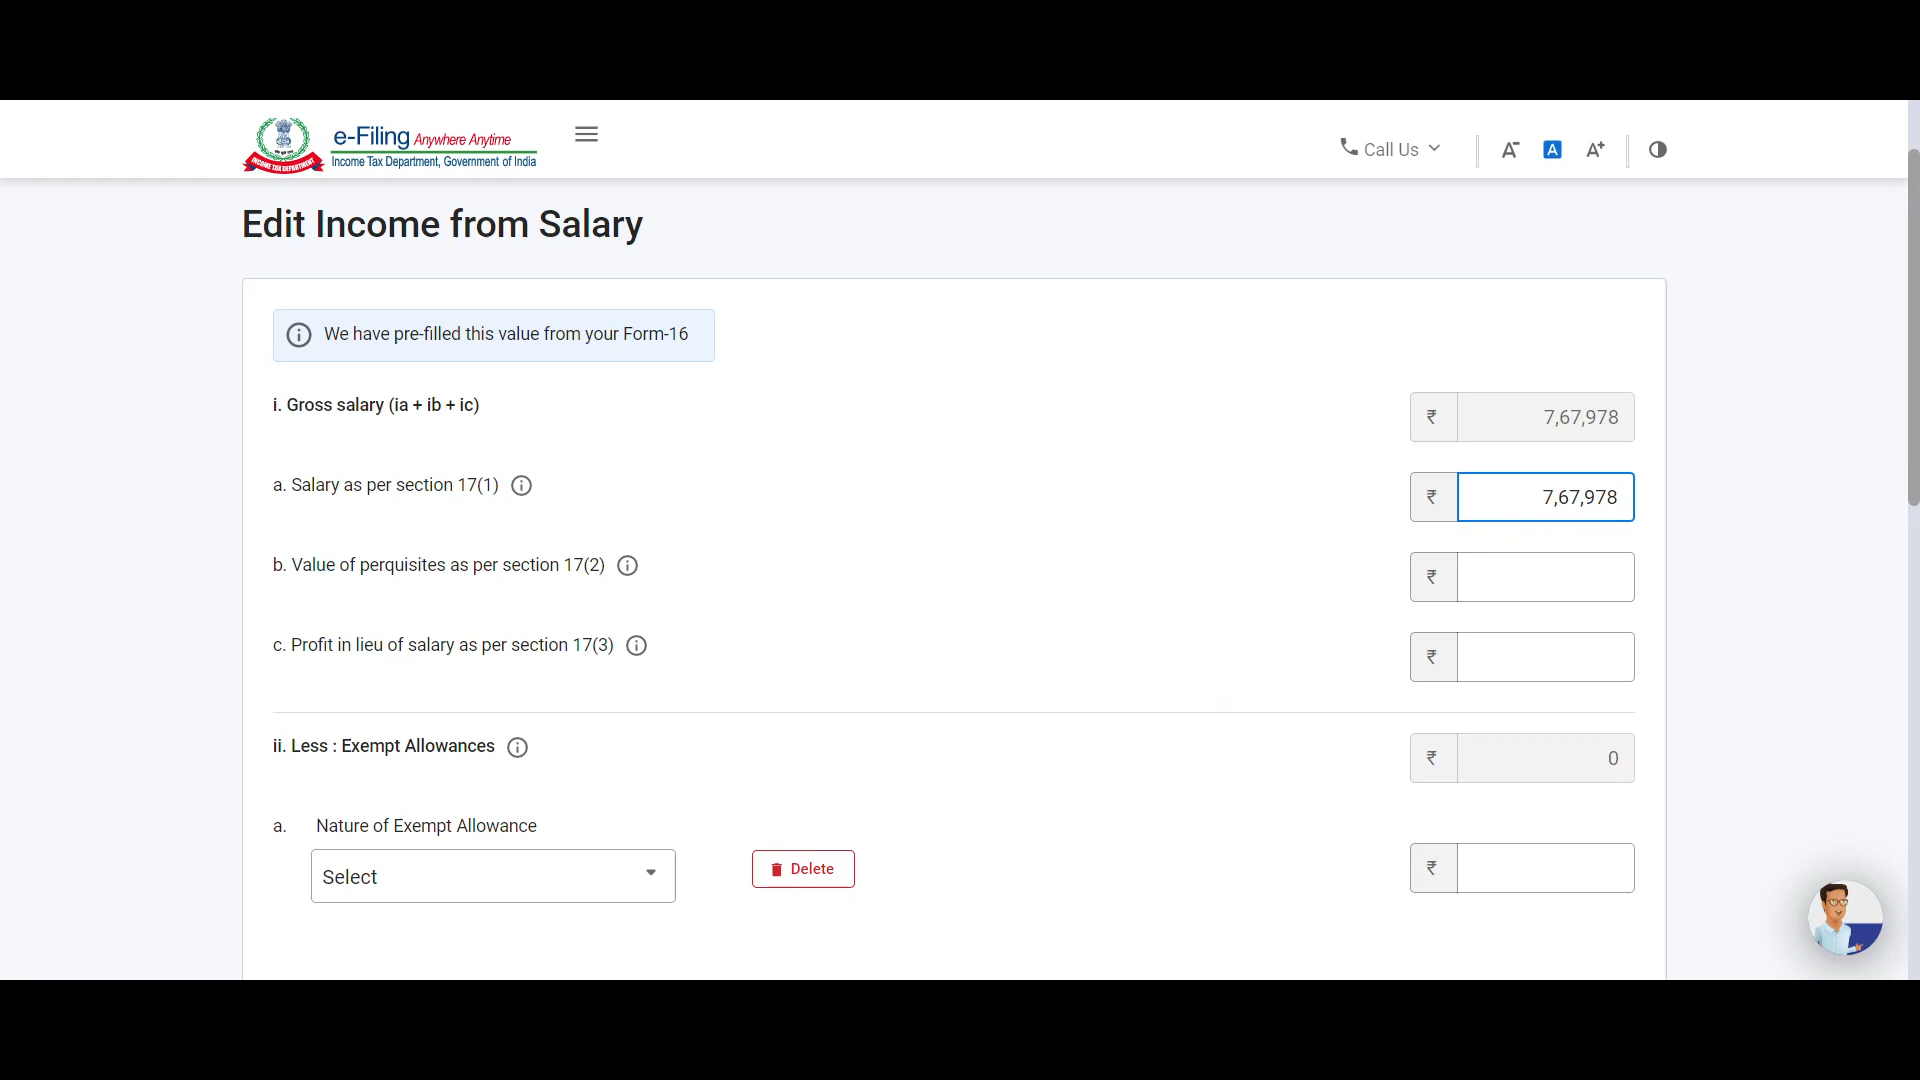 e-Filing Anywhere Anytime
Income Tax Department, Government of India
INCOME TAX DEPARTMENT
Call Us
A-
A
A+
Edit Income from Salary
We have pre-filled this value from your Form-16
i. Gross salary (ia + ib + ic)
₹ 7,67,978
a. Salary as per section 17(1)
₹ 7,67,978
b. Value of perquisites as per section 17(2)
₹
c. Profit in lieu of salary as per section 17(3)
₹
ii. Less : Exempt Allowances
₹ 0
a. Nature of Exempt Allowance
Select
Delete
₹